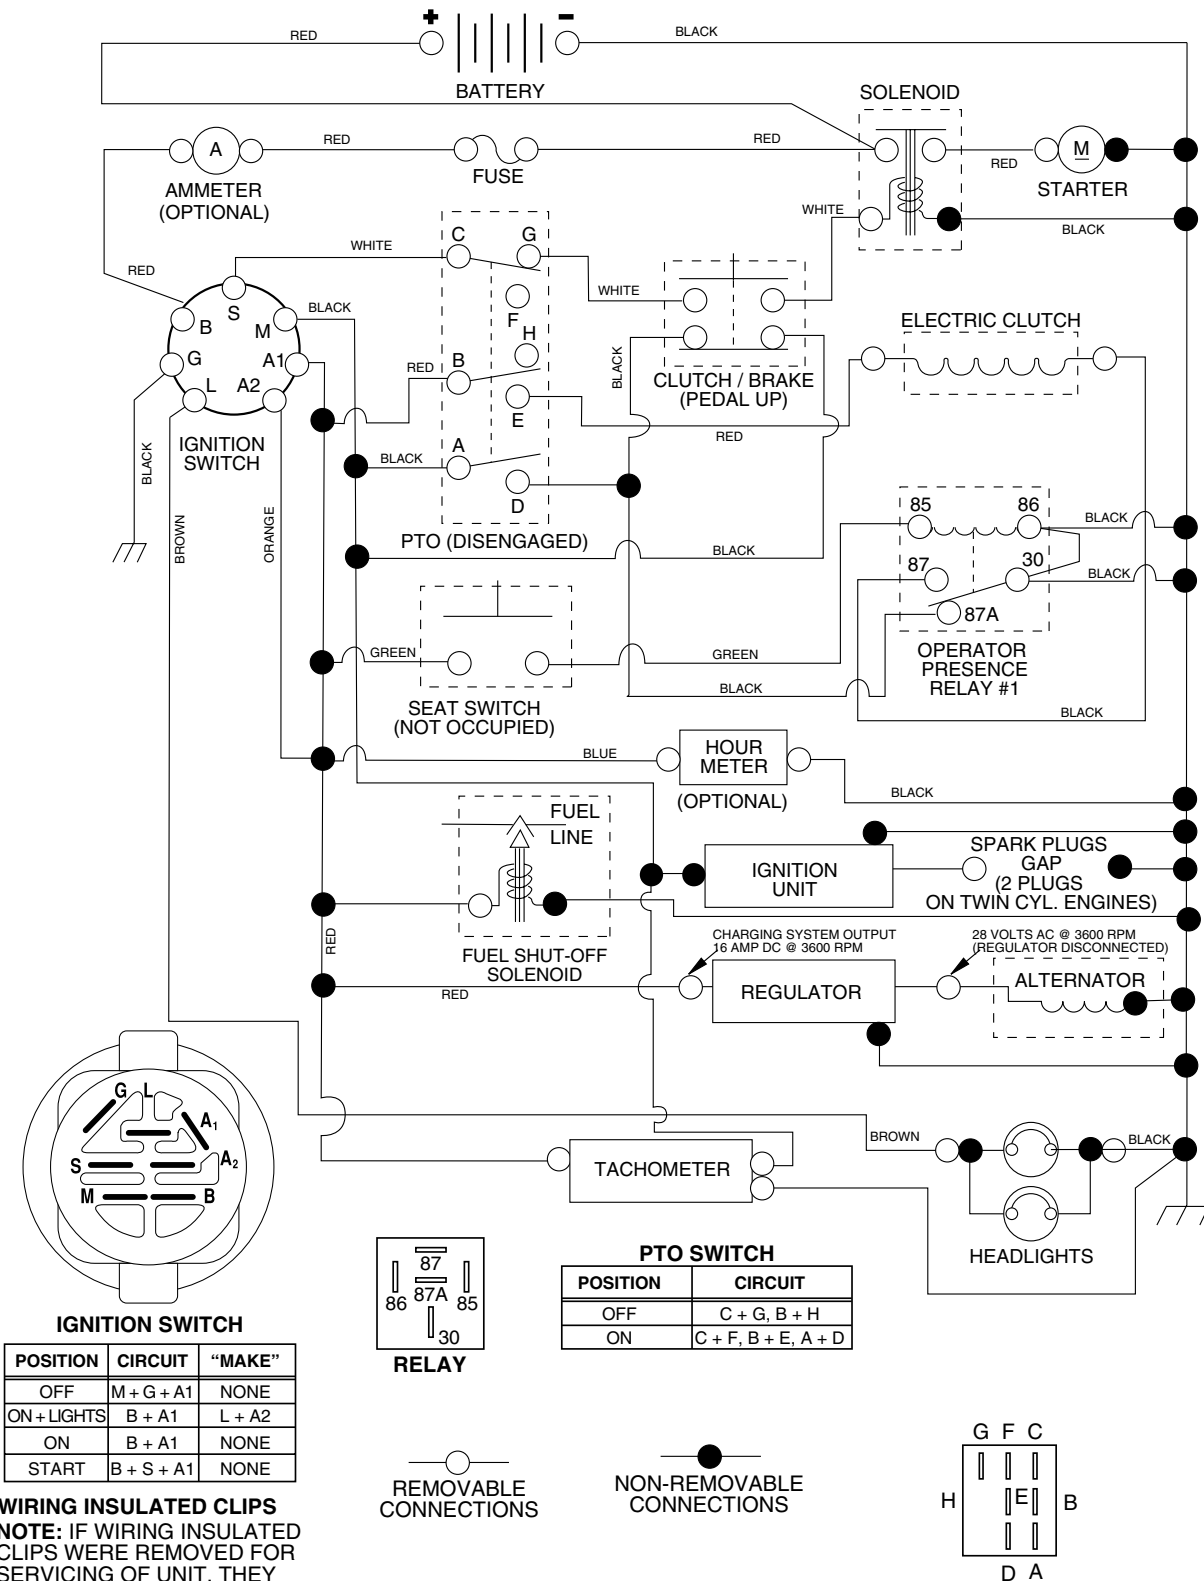 + -
RED
BLACK
BATTERY
SOLENOID
RED
RED
A
M
RED
FUSE
AMMETER
(OPTIONAL)
STARTER
WHITE
BLACK
C G
WHITE
RED
WHITE
S
B
M
BLACK
F
ELECTRIC CLUTCH
G
A1
H
L A2
RED
B
BLACK
CLUTCH / BRAKE
(PEDAL UP)
E
RED
IGNITION
SWITCH
A
BLACK
BLACK
D
85 86
BLACK
BROWN
ORANGE
PTO (DISENGAGED)
BLACK
87 30
BLACK
87A
GREEN
GREEN
OPERATOR
PRESENCE
RELAY #1
BLACK
SEAT SWITCH
(NOT OCCUPIED)
BLACK
BLUE
HOUR
METER
(OPTIONAL)
BLACK
FUEL
LINE
IGNITION
UNIT
SPARK PLUGS
GAP
(2 PLUGS
ON TWIN CYL. ENGINES)
RED
FUEL SHUT-OFF
SOLENOID
CHARGING SYSTEM OUTPUT
16 AMP DC @ 3600 RPM
28 VOLTS AC @ 3600 RPM
(REGULATOR DISCONNECTED)
RED
REGULATOR
ALTERNATOR
G L
A1
S
A2
M B
BROWN
BLACK
TACHOMETER
HEADLIGHTS
IGNITION SWITCH
POSITION CIRCUIT "MAKE"
OFF M + G + A1 NONE
ON + LIGHTS B + A1 L + A2
ON B + A1 NONE
START B + S + A1 NONE
87
87A
86 85
30
RELAY
PTO SWITCH
POSITION CIRCUIT
OFF C + G, B + H
ON C + F, B + E, A + D
REMOVABLE
CONNECTIONS
NON-REMOVABLE
CONNECTIONS
G F C
H E B
D A
WIRING INSULATED CLIPS
NOTE: IF WIRING INSULATED
CLIPS WERE REMOVED FOR
SERVICING OF UNIT, THEY